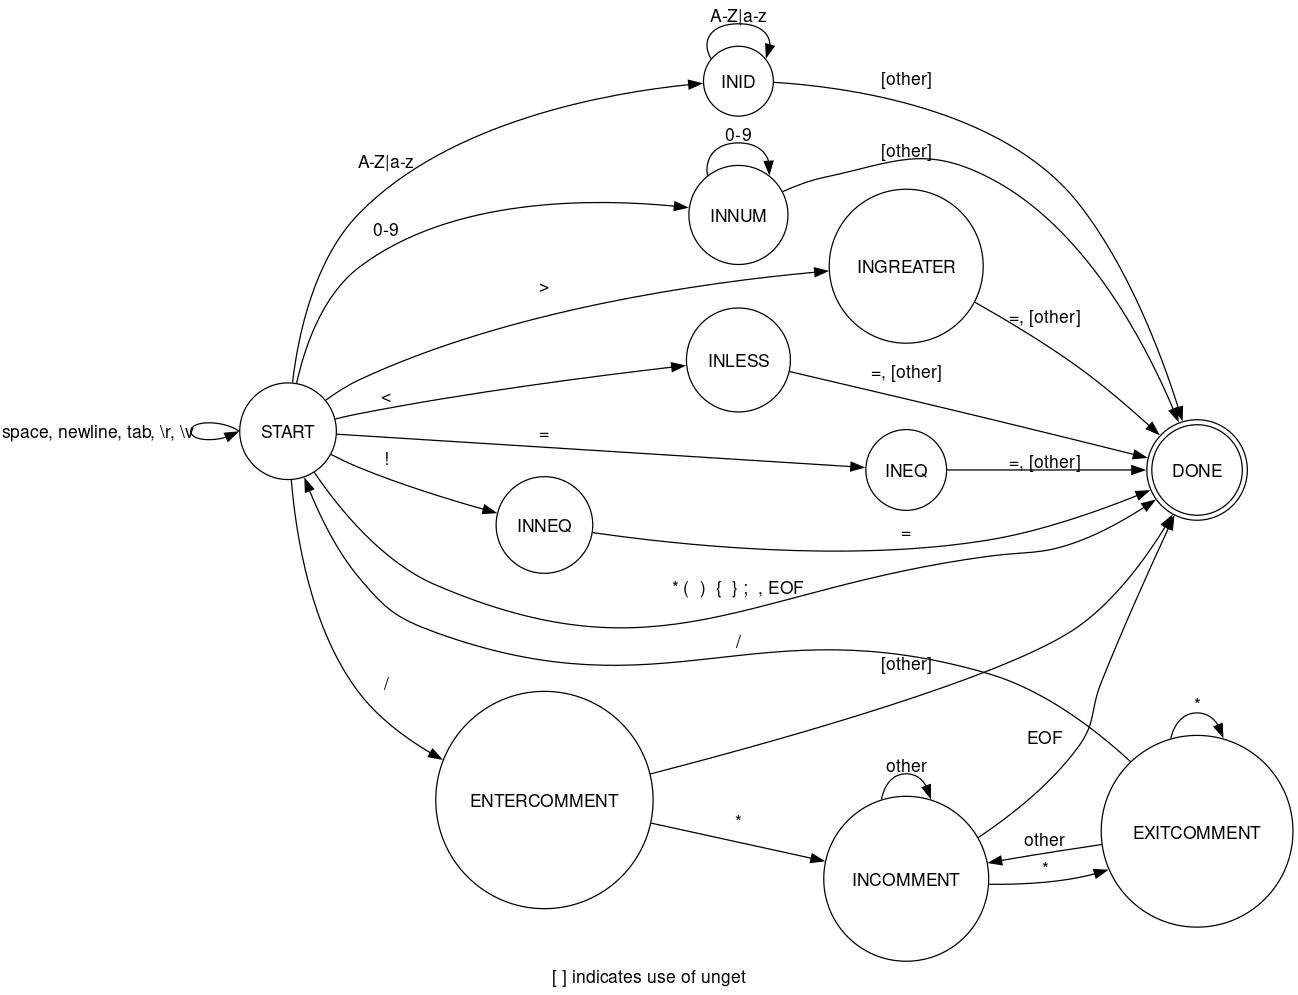 A-Z|a-z
INID
[other]
0-9
A-Z|a-z
[other]
INNUM
0-9
INGREATER
>
=, [other]
INLESS
=, [other]
<
START
space, newline, tab, \r, \v
=
!
INEQ
=, [other]
DONE
INNEQ
=
* ( ) { } ; , EOF
/
[other]
/
*
EOF
other
ENTERCOMMENT
*
EXITCOMMENT
other
*
INCOMMENT
[ ] indicates use of unget